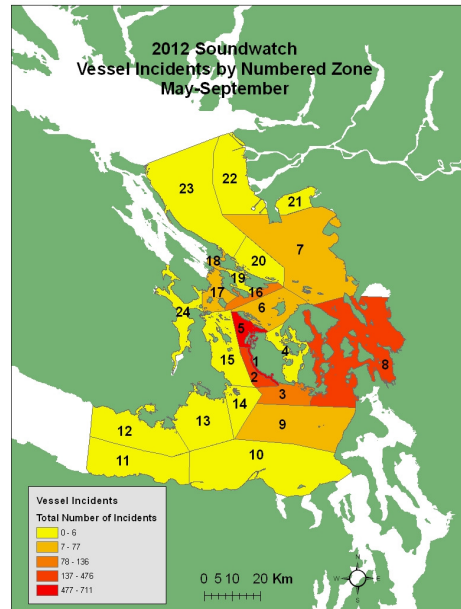 2012 Soundwatch
Vessel Incidents by Numbered Zone
May-September
23
22
21
7
20
18
19
17
16
6
24
5
4
15
1
8
2
3
14
13
9
12
10
11
Vessel Incidents
Total Number of Incidents
0 - 6
7 - 77
78 - 136
137 - 476
477 - 711
0 5 10 20 Km
N
W E
S